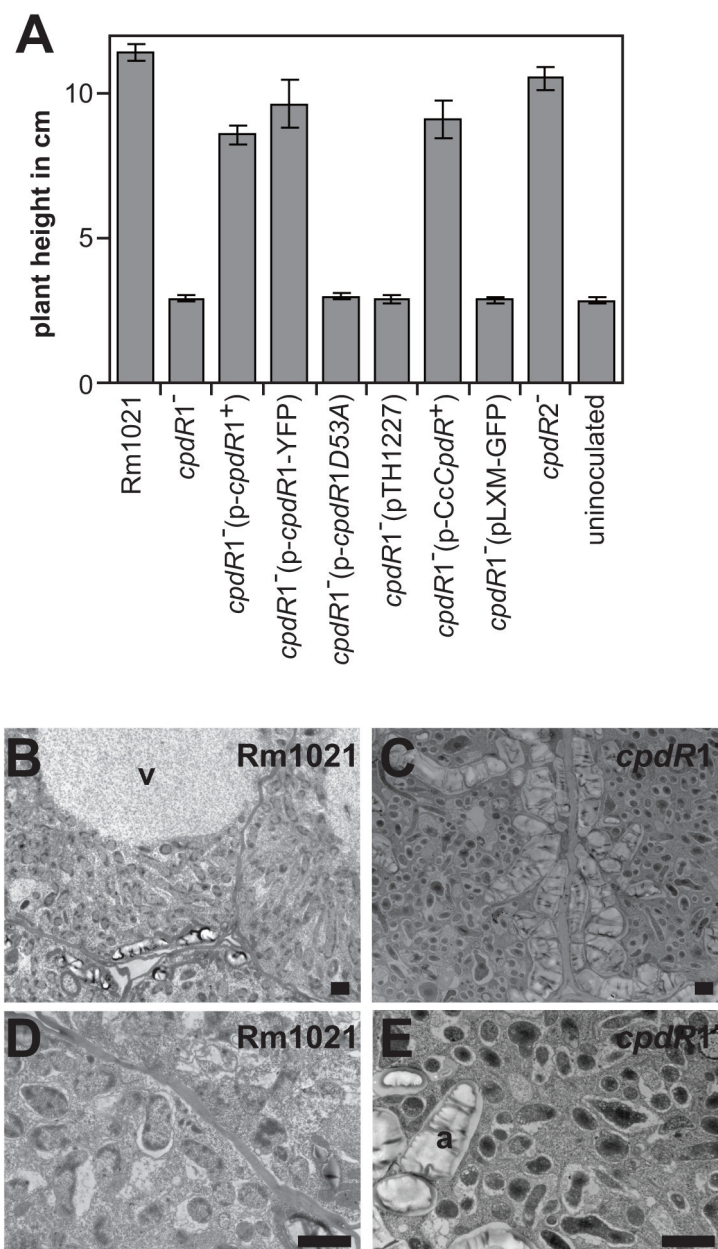 A
plant height in cm
10
5
0
Rm1021
cpdR1⁻
cpdR1⁻(p-cpdR1⁺)
cpdR1⁻(p-cpdR1-YFP)
cpdR1⁻(p-cpdR1D53A)
cpdR1⁻(pTH1227)
cpdR1⁻(p-CcCpdR⁺)
cpdR1⁻(pLXM-GFP)
cpdR2⁻
uninoculated
B Rm1021
v
C cpdR1
D Rm1021
E cpdR1
a